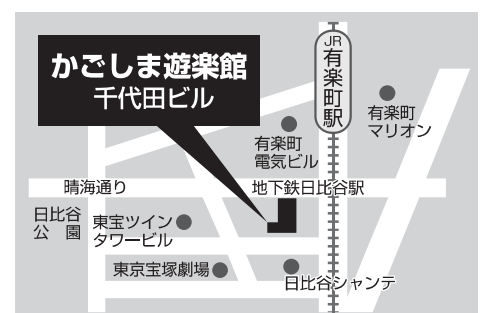 かごしま遊楽館
千代田ビル
JR
有楽町駅
有楽町
マリオン
有楽町
電気ビル
晴海通り
地下鉄日比谷駅
日比谷
公園
東宝ツイン
タワービル
東京宝塚劇場
日比谷シャンテ